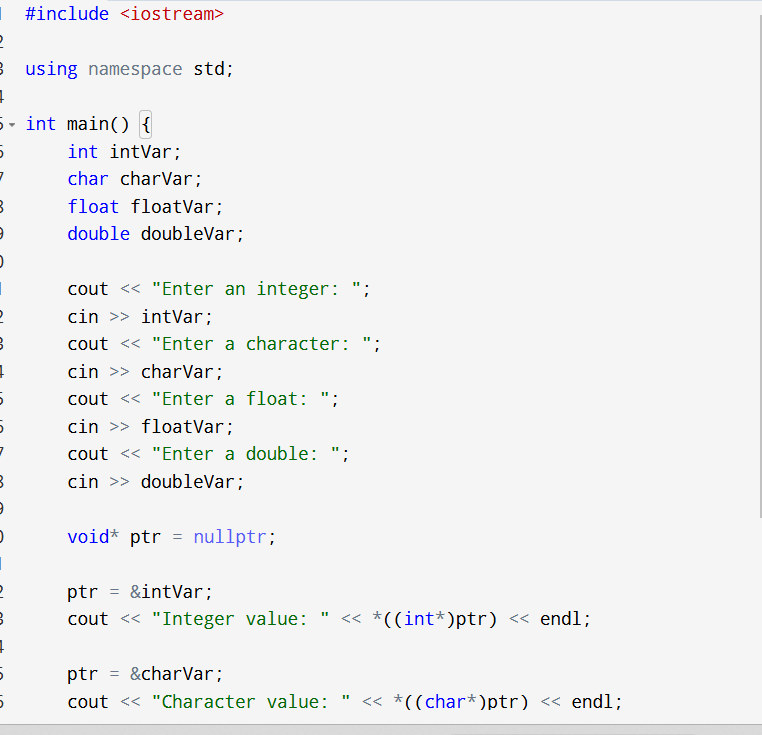 #include <iostream>
using namespace std;
int main() {
    int intVar;
    char charVar;
    float floatVar;
    double doubleVar;
    cout << "Enter an integer: ";
    cin >> intVar;
    cout << "Enter a character: ";
    cin >> charVar;
    cout << "Enter a float: ";
    cin >> floatVar;
    cout << "Enter a double: ";
    cin >> doubleVar;
    void* ptr = nullptr;
    ptr = &intVar;
    cout << "Integer value: " << *((int*)ptr) << endl;
    ptr = &charVar;
    cout << "Character value: " << *((char*)ptr) << endl;